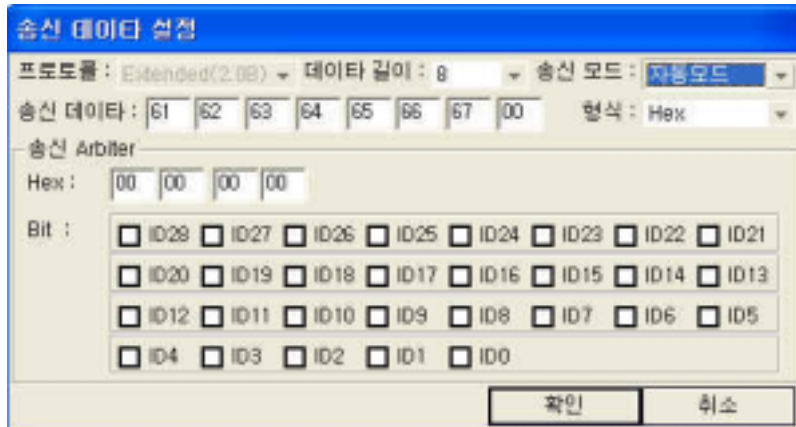 송신 데이타 설정
프로토콜 : Extended(2.0B) 데이타 길이 : 8 송신 모드 : 자동모드
송신 데이타 : 61 62 63 64 65 66 67 00 형식 : Hex
송신 Arbiter
Hex : 00 00 00 00
Bit : ID28 ID27 ID26 ID25 ID24 ID23 ID22 ID21
ID20 ID19 ID18 ID17 ID16 ID15 ID14 ID13
ID12 ID11 ID10 ID9 ID8 ID7 ID6 ID5
ID4 ID3 ID2 ID1 ID0
확인 취소